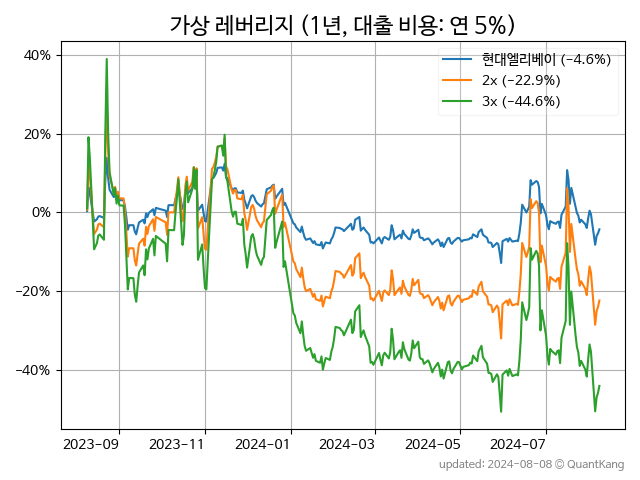 가상 레버리지 (1년, 대출 비용: 연 5%)
현대엘리베이 (−4.6%)
2x (−22.9%)
3x (−44.6%)
40%
20%
0%
−20%
−40%
2023-09 2023-11 2024-01 2024-03 2024-05 2024-07
updated: 2024-08-08 © QuantKang